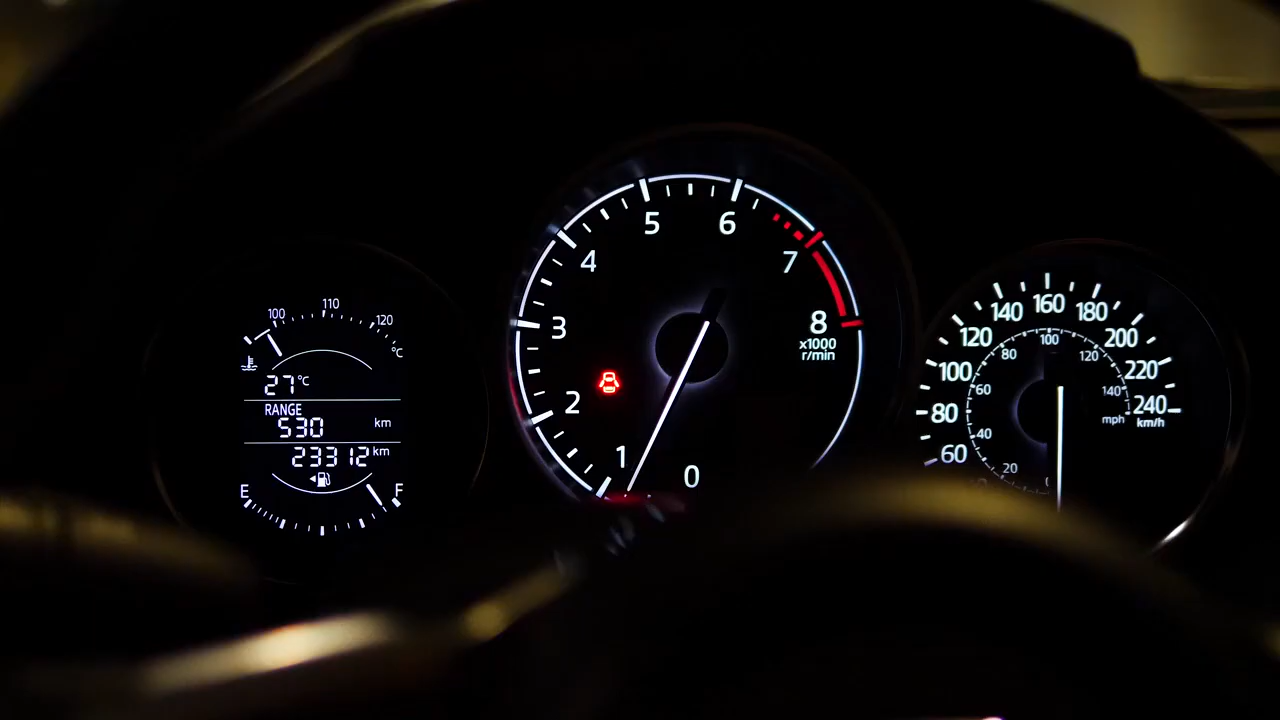 100 110 120
°C
27°C
RANGE
530 km
23312 km
E F
0 1 2 3 4 5 6 7 8
x1000
r/min
60 80 100 120 140 160 180 200 220 240
km/h
20 40 60 80 100 120 140
mph